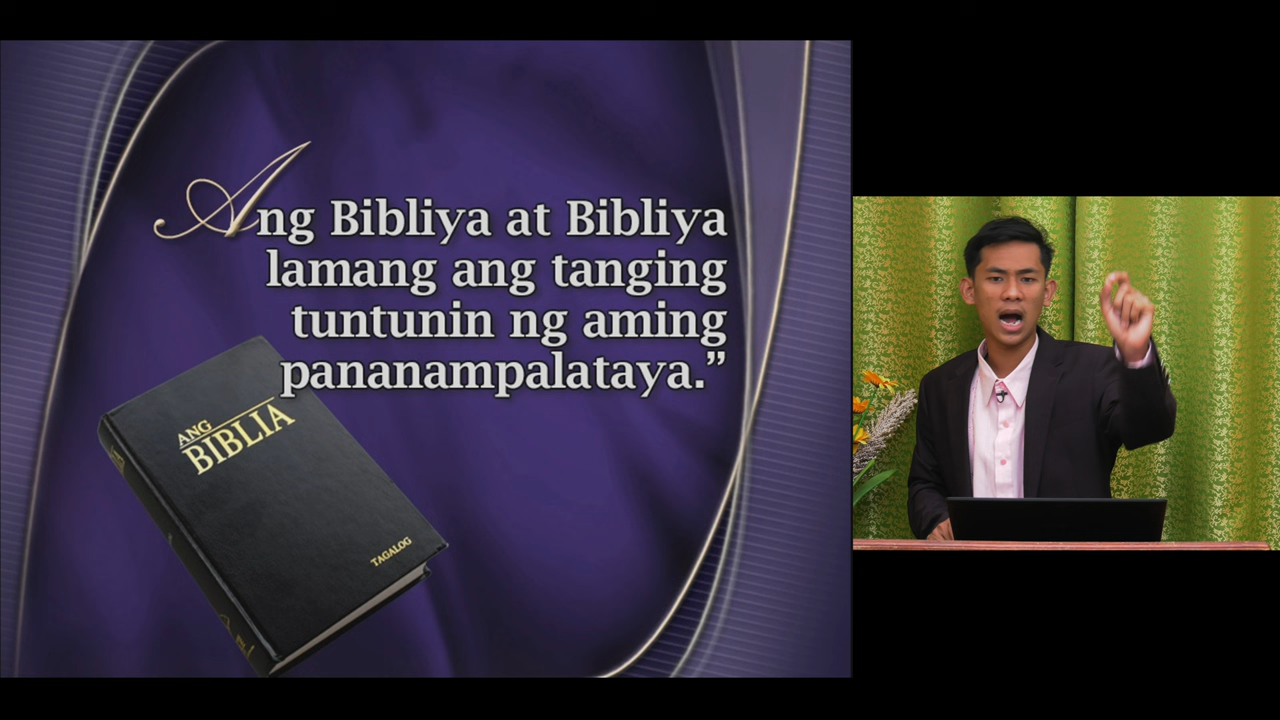 Ang Bibliya at Bibliya
lamang ang tanging
tuntunin ng aming
pananampalataya.”
ANG
BIBLIA
TAGALOG